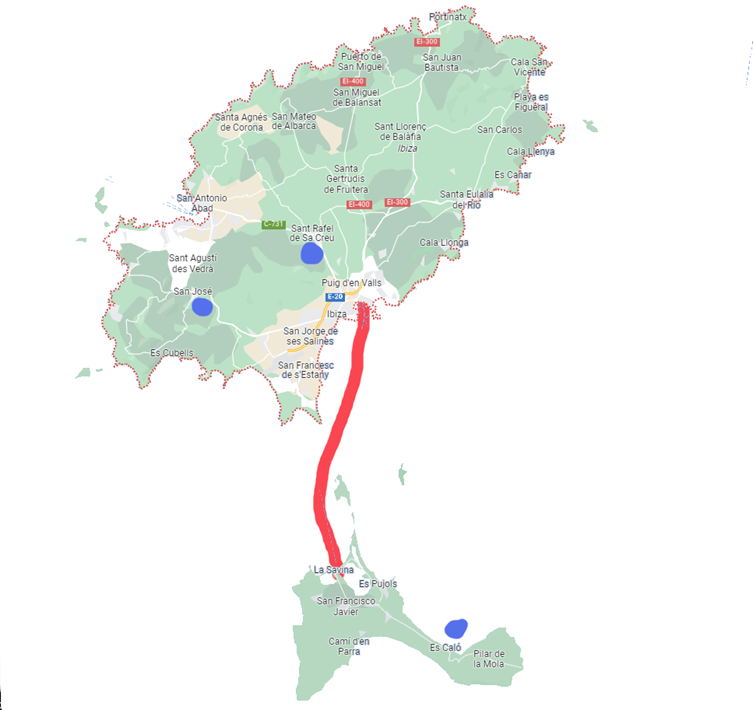 Portinatx
EI-300
Puerto de
San Miguel
San Juan
Bautista
Cala San
Vicente
EI-400
San Miguel
de Balansat
Playa es
Figueral
Santa Agnés
de Corona
San Mateo
de Albarca
Sant Llorenç
de Balàfia
Ibiza
San Carlos
Cala Llenya
Santa
Gertrudis
de Fruitera
Es Canar
San Antonio
Abad
EI-400
EI-300
Santa Eulalia
del Río
C-731
Sant Rafel
de Sa Creu
Cala Llonga
Sant Agustí
des Vedrà
Puig d'en Valls
San José
E-20
Ibiza
San Jorge de
ses Salines
Es Cubells
San Francesc
de s'Estany
La Savina
Es Pujols
San Francisco
Javier
Camí d'en
Parra
Es Caló
Pilar de
la Mola